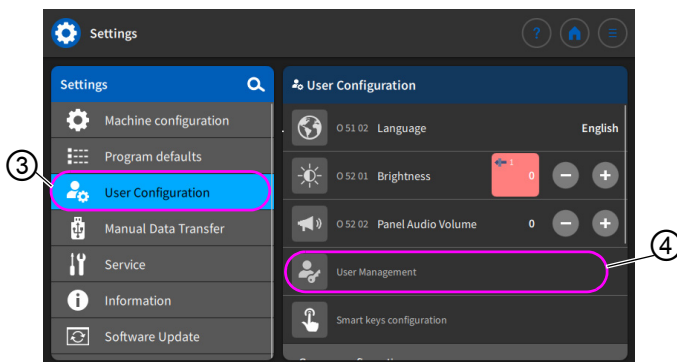 Settings
?
Settings
Machine configuration
Program defaults
User Configuration
Manual Data Transfer
Service
Information
Software Update
User Configuration
O 51 02 Language English
1
O 52 01 Brightness 0 − +
O 52 02 Panel Audio Volume 0 − +
User Management
Smart keys configuration
③
④